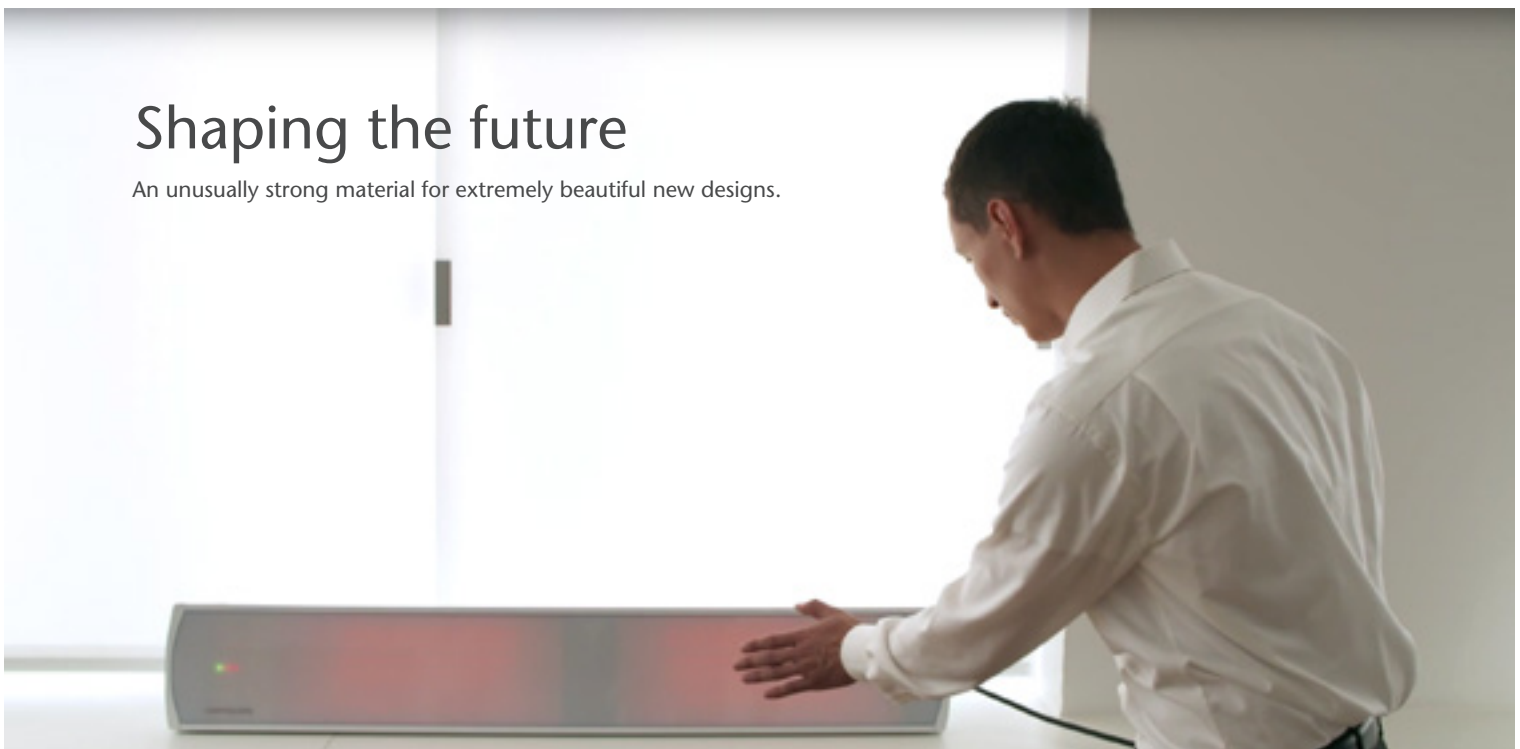 Shaping the future
An unusually strong material for extremely beautiful new designs.